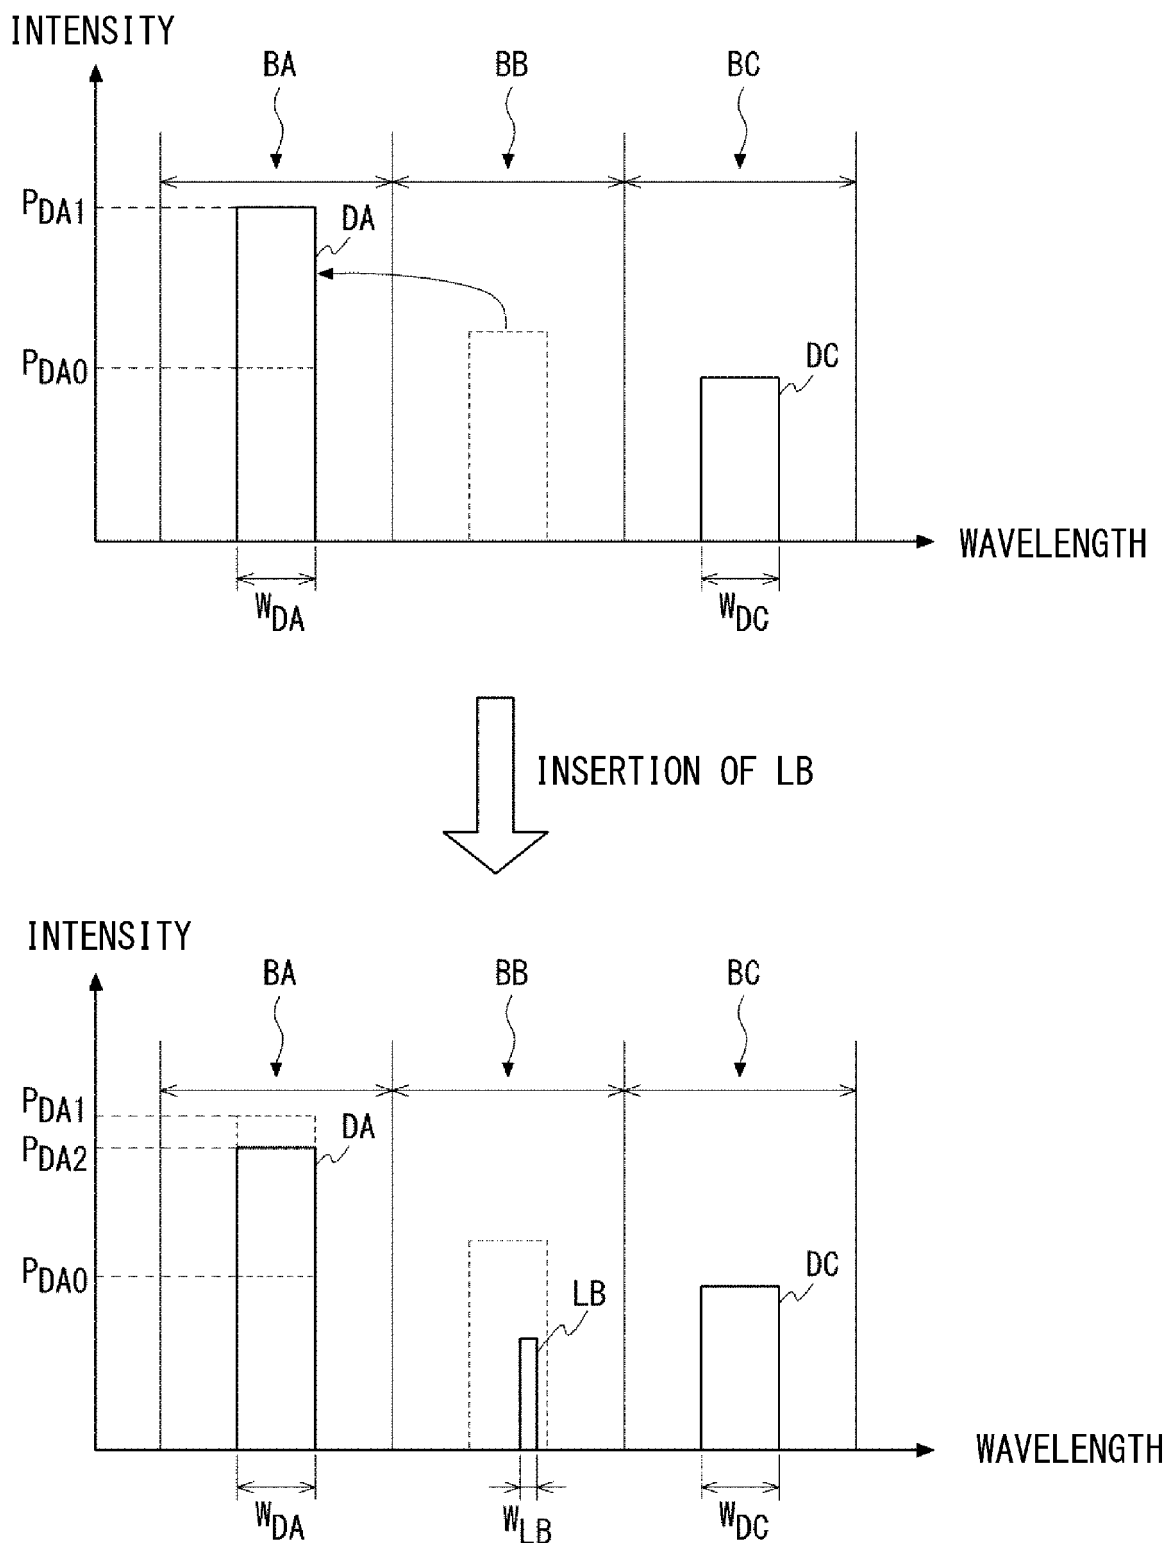 INTENSITY
BA BB BC
PDA1
DA
PDA0
DC
WAVELENGTH
WDA WDC
INSERTION OF LB
INTENSITY
BA BB BC
PDA1
DA
PDA2
PDA0
DC
LB
WAVELENGTH
WDA WLB WDC